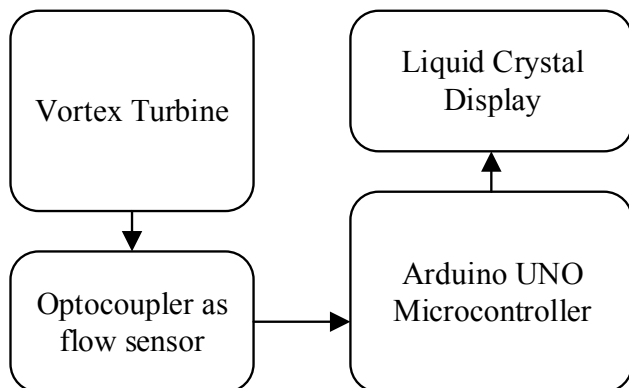 Vortex Turbine
Optocoupler as
flow sensor
Arduino UNO
Microcontroller
Liquid Crystal
Display